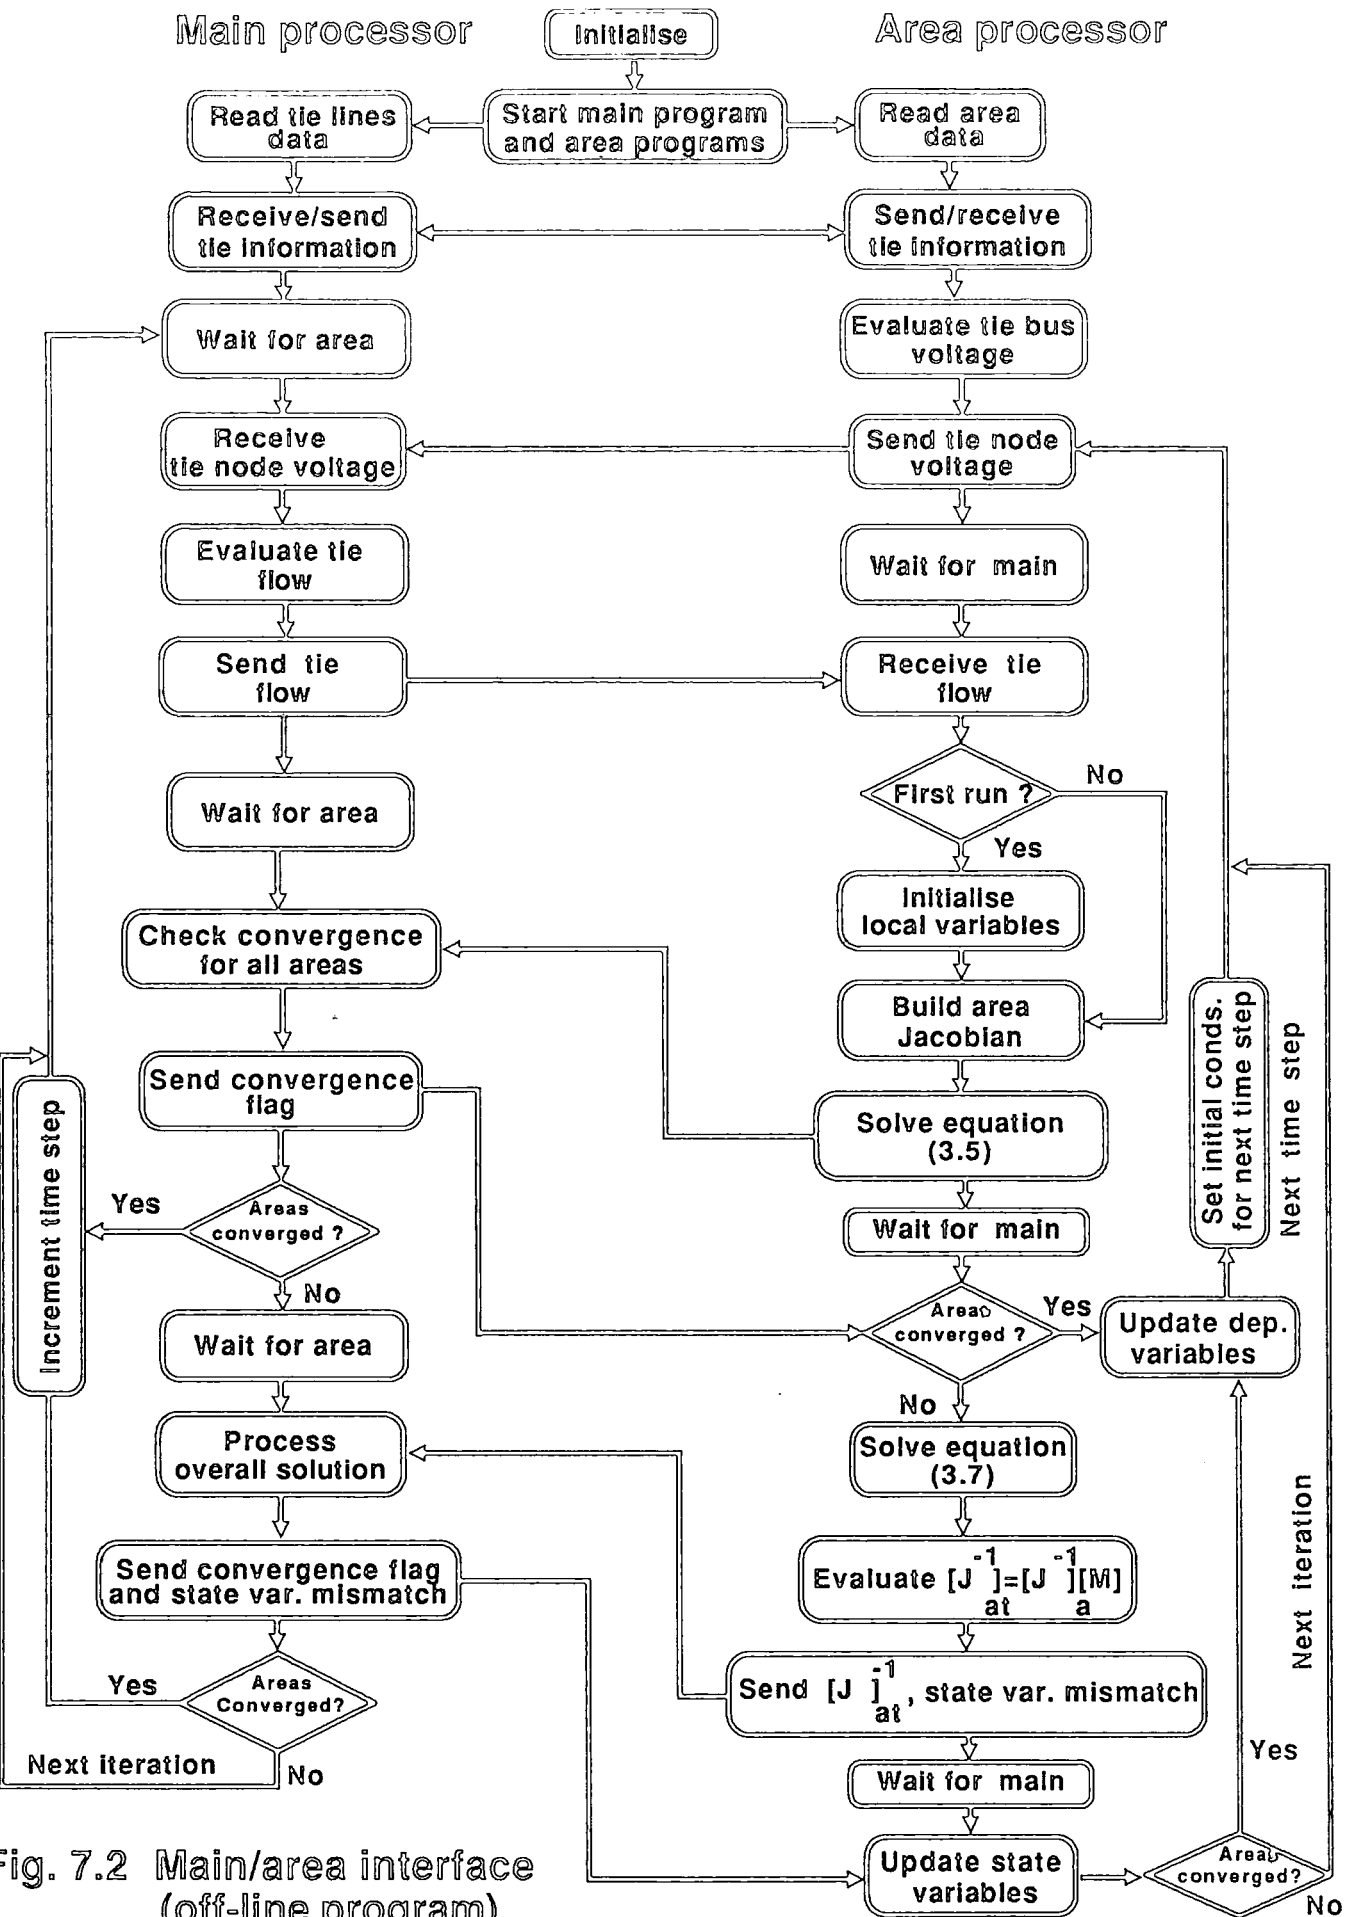 Main processor
Initialise
Area processor
Read tie lines
data
Start main program
and area programs
Read area
data
Receive/send
tie information
Send/receive
tie information
Wait for area
Evaluate tie bus
voltage
Receive
tie node voltage
Send tie node
voltage
Evaluate tie
flow
Wait for main
Send tie
flow
Receive tie
flow
First run ?
No
Yes
Wait for area
Initialise
local variables
Check convergence
for all areas
Build area
Jacobian
Send convergence
flag
Solve equation
(3.5)
Set initial conds.
for next time step
Next time step
Increment time step
Yes
Areas
converged ?
No
Wait for main
Wait for area
Areas
converged ?
Yes
Update dep.
variables
No
Process
overall solution
Solve equation
(3.7)
Next iteration
Send convergence flag
and state var. mismatch
Evaluate [J at -1]=[J a -1][M]
Yes
Areas
Converged?
Send [J at]-1, state var. mismatch
Next iteration
No
Wait for main
Yes
Update state
variables
Areas
converged?
No
Fig. 7.2 Main/area interface
(off-line program)